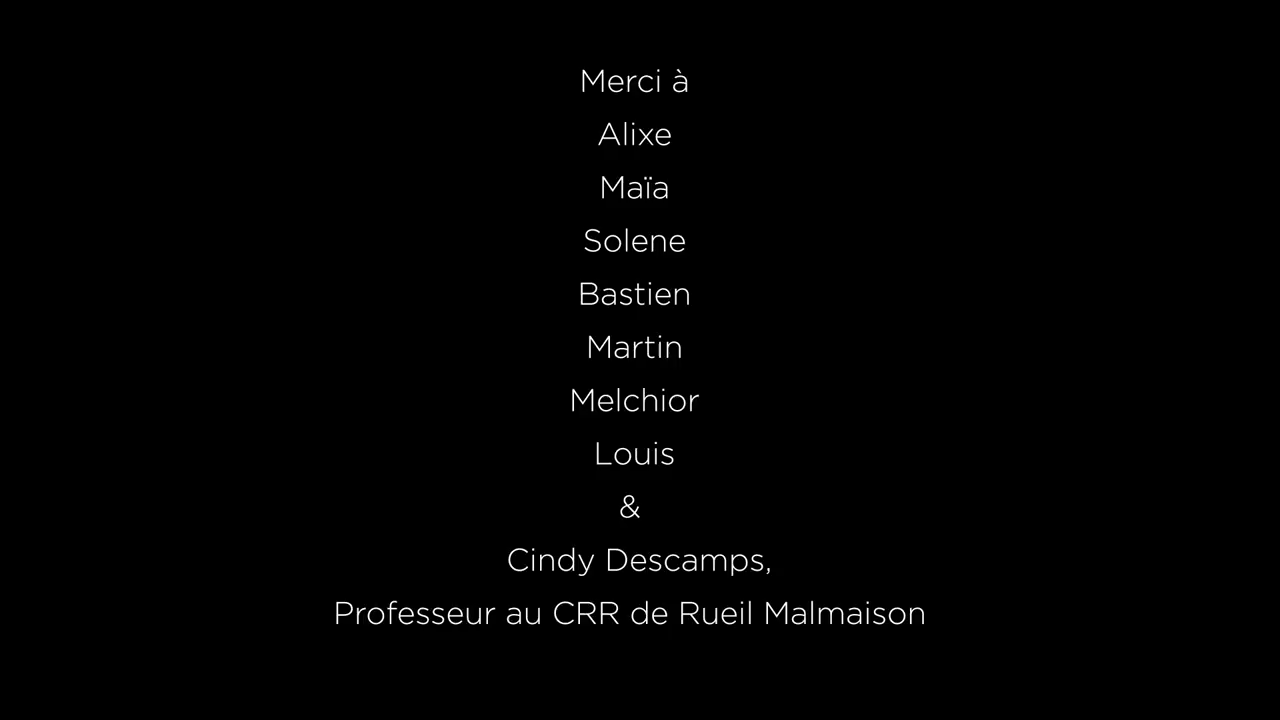 Merci à
Alixe
Maïa
Solene
Bastien
Martin
Melchior
Louis
&
Cindy Descamps,
Professeur au CRR de Rueil Malmaison